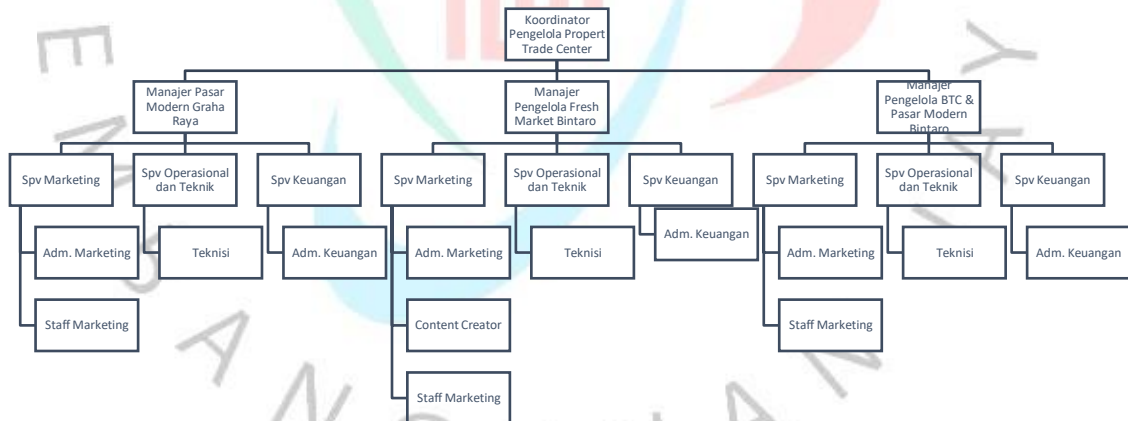 Koordinator
Pengelola Propert
Trade Center
Manajer Pasar
Modern Graha
Raya
Manajer
Pengelola Fresh
Market Bintaro
Manajer
Pengelola BTC &
Pasar Modern
Bintaro
Spv Marketing
Spv Operasional
dan Teknik
Spv Keuangan
Spv Marketing
Spv Operasional
dan Teknik
Spv Keuangan
Spv Marketing
Spv Operasional
dan Teknik
Spv Keuangan
Adm. Marketing
Teknisi
Adm. Keuangan
Adm. Marketing
Teknisi
Adm. Keuangan
Adm. Marketing
Teknisi
Adm. Keuangan
Staff Marketing
Content Creator
Staff Marketing
Staff Marketing